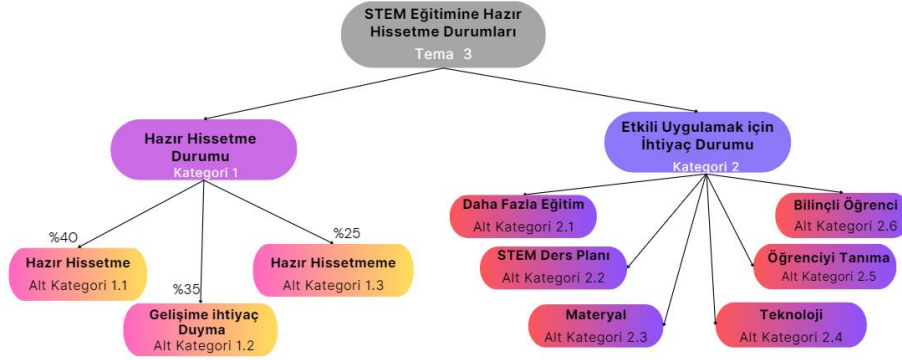 STEM Eğitimine Hazır
Hissetme Durumları
Tema 3
Hazır Hissetme
Durumu
Kategori 1
Etkili Uygulamak için
İhtiyaç Durumu
Kategori 2
%40
Hazır Hissetme
Alt Kategori 1.1
%35
Gelişime ihtiyaç
Duyma
Alt Kategori 1.2
%25
Hazır Hissetmeme
Alt Kategori 1.3
Daha Fazla Eğitim
Alt Kategori 2.1
STEM Ders Planı
Alt Kategori 2.2
Materyal
Alt Kategori 2.3
Teknoloji
Alt Kategori 2.4
Öğrenciyi Tanıma
Alt Kategori 2.5
Bilinçli Öğrenci
Alt Kategori 2.6